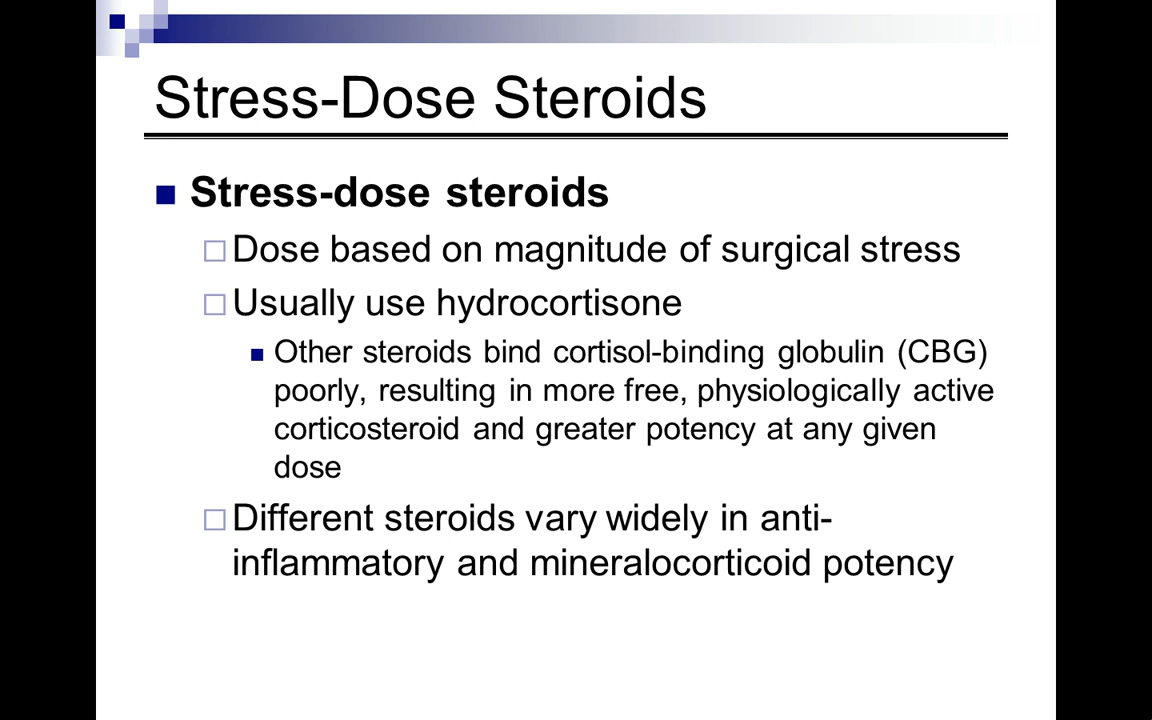 Stress-Dose Steroids
Stress-dose steroids
Dose based on magnitude of surgical stress
Usually use hydrocortisone
Other steroids bind cortisol-binding globulin (CBG)
poorly, resulting in more free, physiologically active
corticosteroid and greater potency at any given
dose
Different steroids vary widely in anti-
inflammatory and mineralocorticoid potency